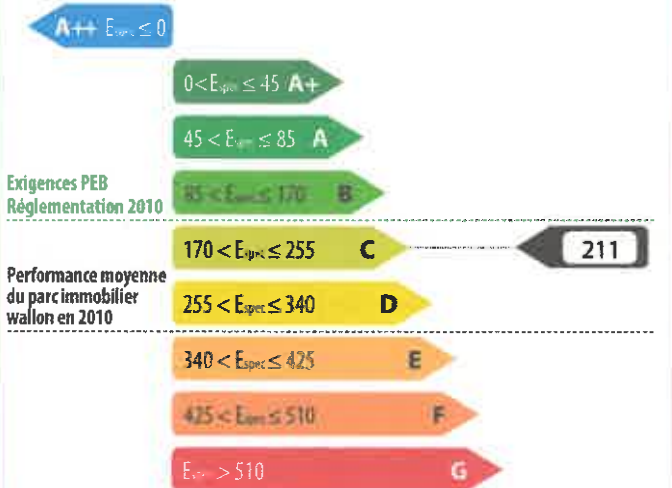 A++ Espec ≤ 0
0 < Espec ≤ 45 A+
45 < Espec ≤ 85 A
Exigences PEB
Réglementation 2010
85 < Espec ≤ 170 B
170 < Espec ≤ 255 C
211
Performance moyenne
du parc immobilier
wallon en 2010
255 < Espec ≤ 340 D
340 < Espec ≤ 425 E
425 < Espec ≤ 510 F
Espec > 510 G